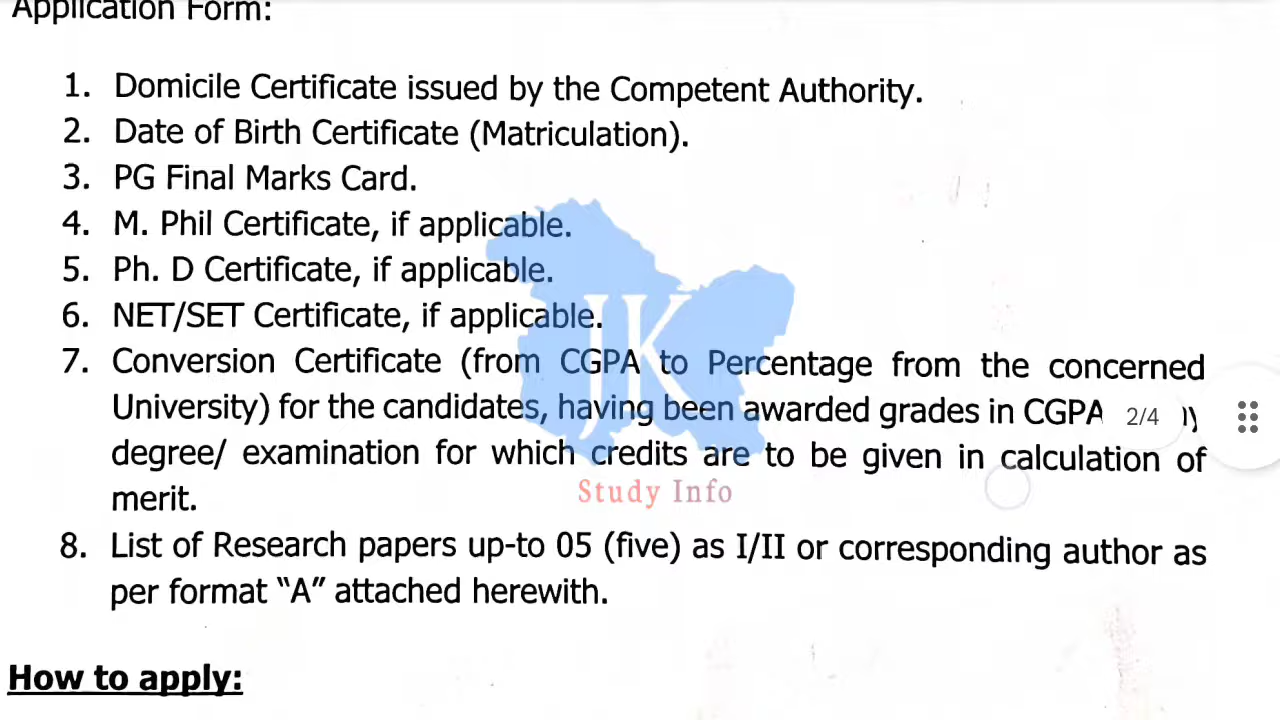 Application Form:
1. Domicile Certificate issued by the Competent Authority.
2. Date of Birth Certificate (Matriculation).
3. PG Final Marks Card.
4. M. Phil Certificate, if applicable.
5. Ph. D Certificate, if applicable.
6. NET/SET Certificate, if applicable.
7. Conversion Certificate (from CGPA to Percentage from the concerned
University) for the candidates, having been awarded grades in CGPA
2/4
degree/ examination for which credits are to be given in calculation of
merit.
8. List of Research papers up-to 05 (five) as I/II or corresponding author as
per format “A” attached herewith.
How to apply:
JK
Study Info